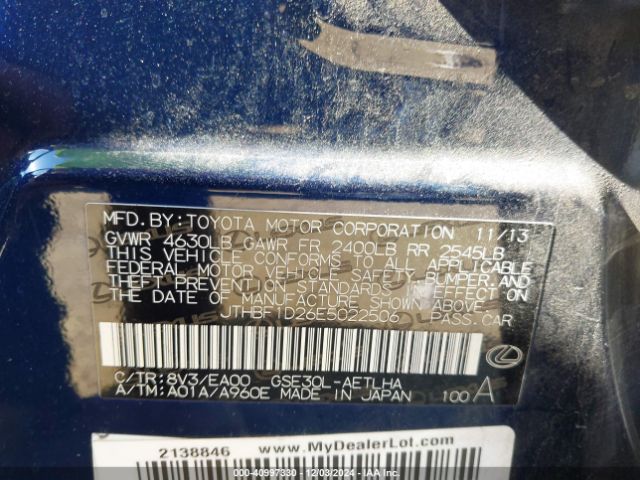 MFD. BY: TOYOTA MOTOR CORPORATION 11/13
GVWR 4630LB GAWR FR 2400LB RR 2545LB
THIS VEHICLE CONFORMS TO ALL APPLICABLE
FEDERAL MOTOR VEHICLE SAFETY, BUMPER, AND
THEFT PREVENTION STANDARDS IN EFFECT ON
THE DATE OF MANUFACTURE SHOWN ABOVE.
JTHBF1D26E5022506 PASS.CAR
C/TR:8V3/EA00 GSE30L-AETLHA
A/TM:A01A/A960E MADE IN JAPAN 100 A
2138846 www.MyDealerLot.com
000-40997330 - 12/03/2024 - IAA Inc.